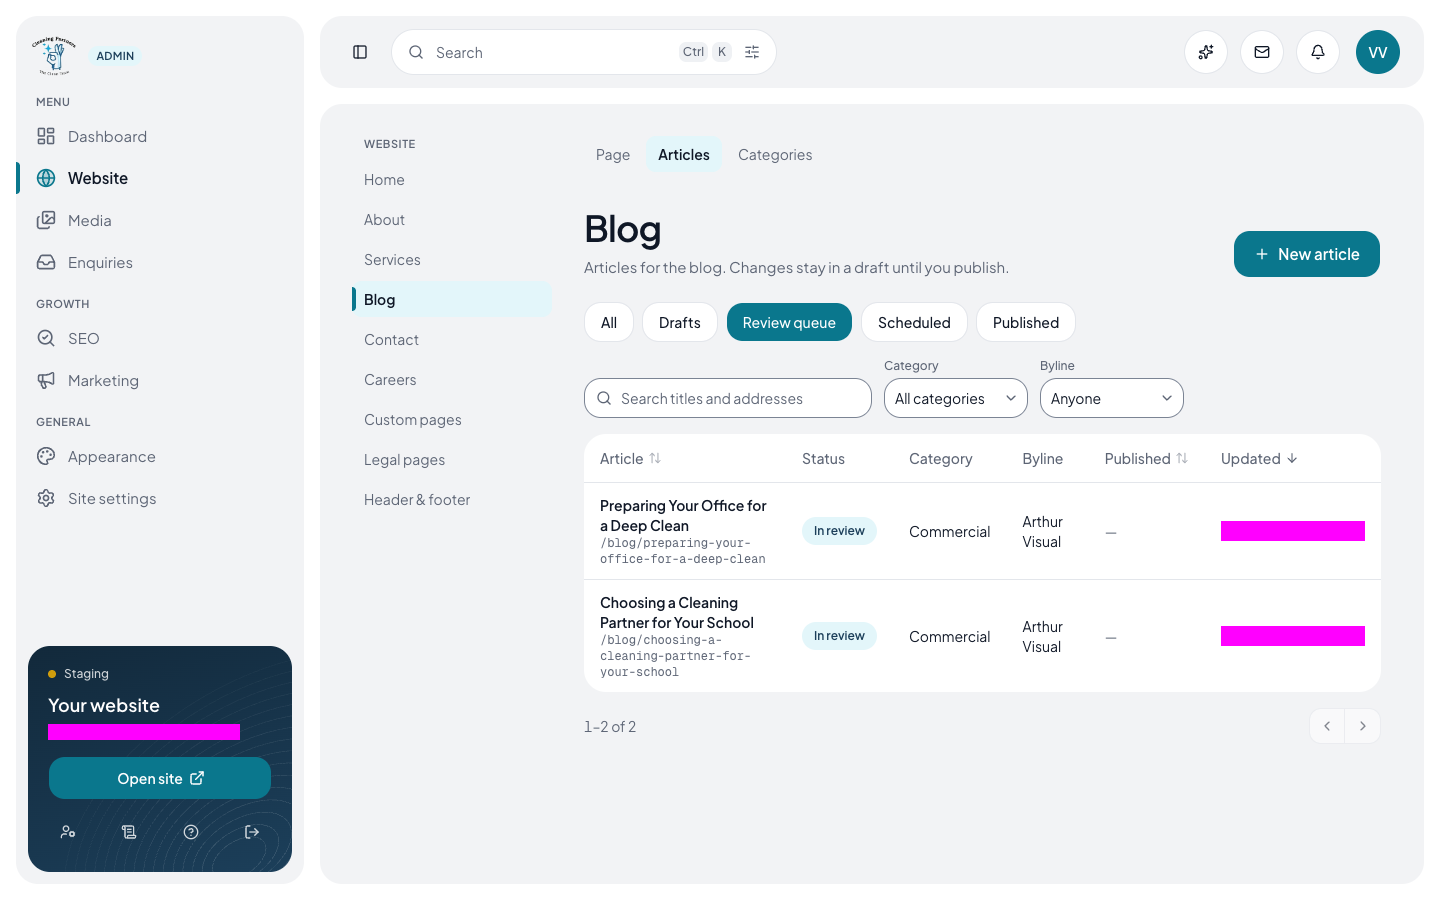 Cleaning Partners
ADMIN
MENU
Dashboard
Website
Media
Enquiries
GROWTH
SEO
Marketing
GENERAL
Appearance
Site settings
Staging
Your website
Open site
Search
Ctrl K
VV
WEBSITE
Home
About
Services
Blog
Contact
Careers
Custom pages
Legal pages
Header & footer
Page Articles Categories
Blog
Articles for the blog. Changes stay in a draft until you publish.
New article
All Drafts Review queue Scheduled Published
Category Byline
Search titles and addresses All categories Anyone
Article Status Category Byline Published Updated
Preparing Your Office for
a Deep Clean
/blog/preparing-your-
office-for-a-deep-clean
In review
Commercial
Arthur
Visual
—
Choosing a Cleaning
Partner for Your School
/blog/choosing-a-
cleaning-partner-for-
your-school
In review
Commercial
Arthur
Visual
—
1–2 of 2